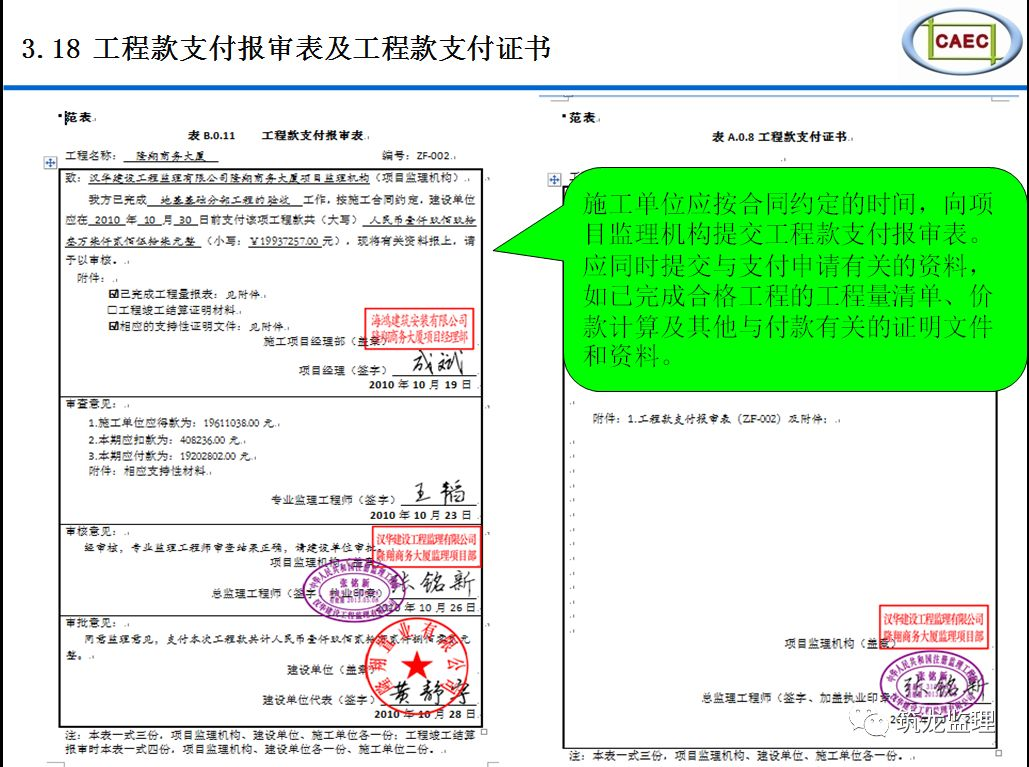 3.18 工程款支付报审表及工程款支付证书
CAEC
范表
表 B.0.11 工程款支付报审表
工程名称： 隆翔商务大厦 编号：ZF-002
致：汉华建设工程监理有限公司隆翔商务大厦项目监理机构（项目监理机构）
我方已完成 地基基础分部工程的验收 工作，按施工合同约定，建设单位
应在 2010 年 10 月 30 日前支付该项工程款共（大写） 人民币壹仟玖佰玖拾
叁万柒仟贰佰伍拾柒元整（小写：￥19937257.00 元），现将有关资料报上，请
予以审核。
附件：
☑已完成工程量报表：见附件
□工程竣工结算证明材料
☑相应的支持性证明文件：见附件
海鸿建筑安装有限公司
隆翔商务大厦项目经理部
施工项目经理部（盖章）
项目经理（签字） 成斌
2010 年 10 月 19 日
审查意见：
1.施工单位应得款为：19611038.00 元
2.本期应扣款为：408236.00 元
3.本期应付款为：19202802.00 元
附件：相应支持性材料
专业监理工程师（签字） 王韬
2010 年 10 月 23 日
审核意见：
经审核，专业监理工程师审查结果正确，请建设单位审批。
汉华建设工程监理有限公司
隆翔商务大厦监理项目部
项目监理机构（盖章）
总监理工程师（签字、执业印章） 张铭新
2010 年 10 月 26 日
审批意见：
同意监理意见，支付本次工程款共计人民币壹仟玖佰贰拾万贰仟捌佰零贰元
整。
建设单位（盖章）
隆翔置业有限公司
建设单位代表（签字） 黄静宇
2010 年 10 月 28 日
注：本表一式三份，项目监理机构、建设单位、施工单位各一份；工程竣工结算
报审时本表一式四份，项目监理机构、建设单位各一份、施工单位二份。
范表
表 A.0.8 工程款支付证书
施工单位应按合同约定的时间，向项
目监理机构提交工程款支付报审表。
应同时提交与支付申请有关的资料，
如已完成合格工程的工程量清单、价
款计算及其他与付款有关的证明文件
和资料。
附件：1.工程款支付报审表（ZF-002）及附件；
汉华建设工程监理有限公司
隆翔商务大厦监理项目部
项目监理机构（盖章）
总监理工程师（签字、加盖执业印章） 张铭新
筑龙监理
注：本表一式三份，项目监理机构、建设单位、施工单位各一份。